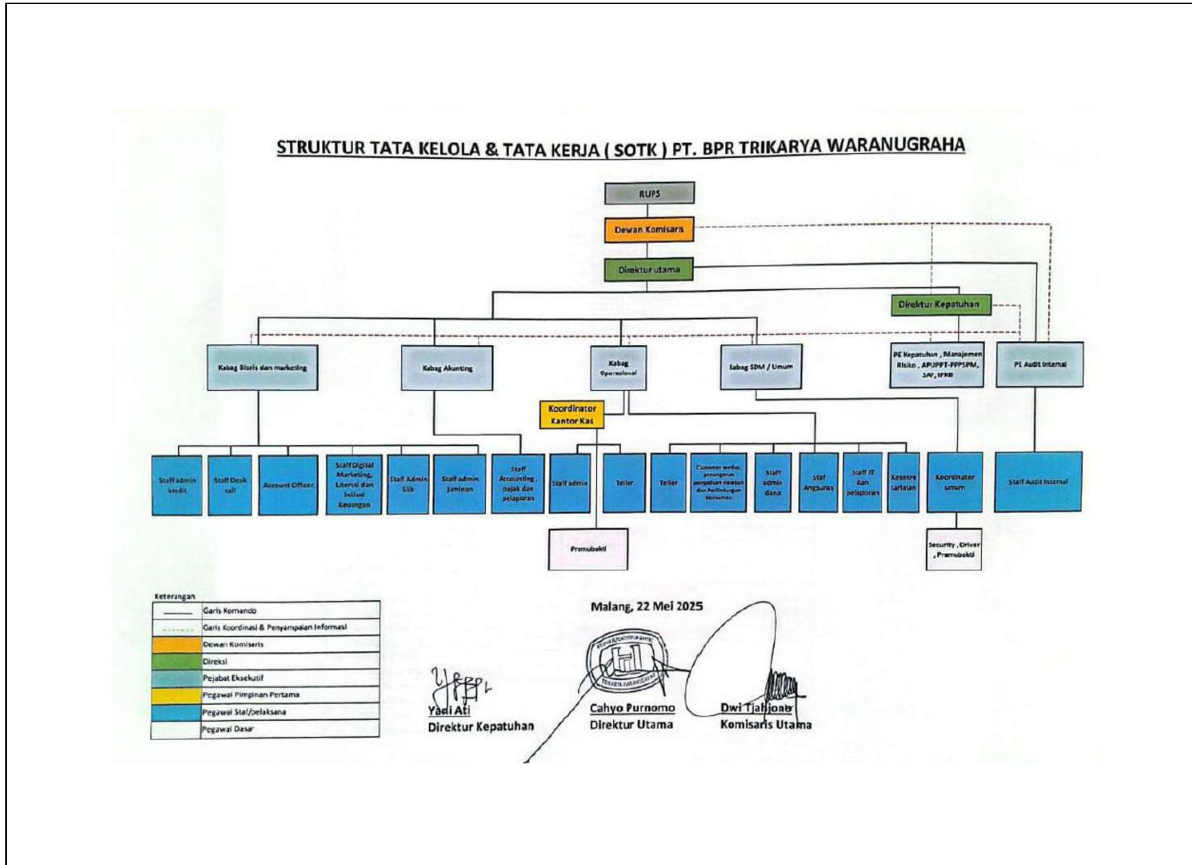 STRUKTUR TATA KELOLA & TATA KERJA ( SOTK ) PT. BPR TRIKARYA WARANUGRAHA
RUPS
Dewan Komisaris
Direktur utama
Direktur Kepatuhan
Kabag Bisnis dan marketing
Kabag Akunting
Kabag
Operasional
Kabag SDM / Umum
PE Kepatuhan , Manajemen
Risiko , APUPPT-PPPSPM,
PE Audit Internal
Koordinator
Kantor Kas
Staff admin
kredit
Staff Desk
call
Account Officer
Staff Digital
Marketing,
Literasi dan
Inklusi
Keuangan
Staff Admin
Slik
Staff admin
Jaminan
Staff
Accounting ,
pajak dan
pelaporan
Staff admin
Teller
Teller
Customer service,
penanganan
pengaduan nasabah
dan Perlindungan
konsumen
Staff
admin
dana
Staf
Angsuran
Staff IT
dan
pelaporan
Kesekre
tariatan
Koordinator
umum
Staff Audit Internal
Pramubakti
Security , Driver
, Pramubakti
Keterangan
Garis Komando
Garis Koordinasi & Penyampaian Informasi
Dewan Komisaris
Direksi
Pejabat Eksekutif
Pegawai Pimpinan Pertama
Pegawai Staf/pelaksana
Pegawai Dasar
Malang, 22 Mei 2025
Yadi Ati
Direktur Kepatuhan
Cahyo Purnomo
Direktur Utama
Dwi Tjahjono
Komisaris Utama